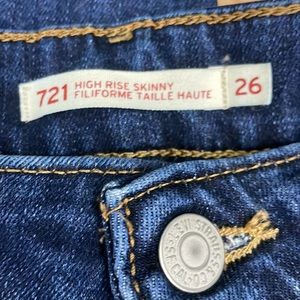 721
HIGH RISE SKINNY
FILIFORME TAILLE HAUTE
26